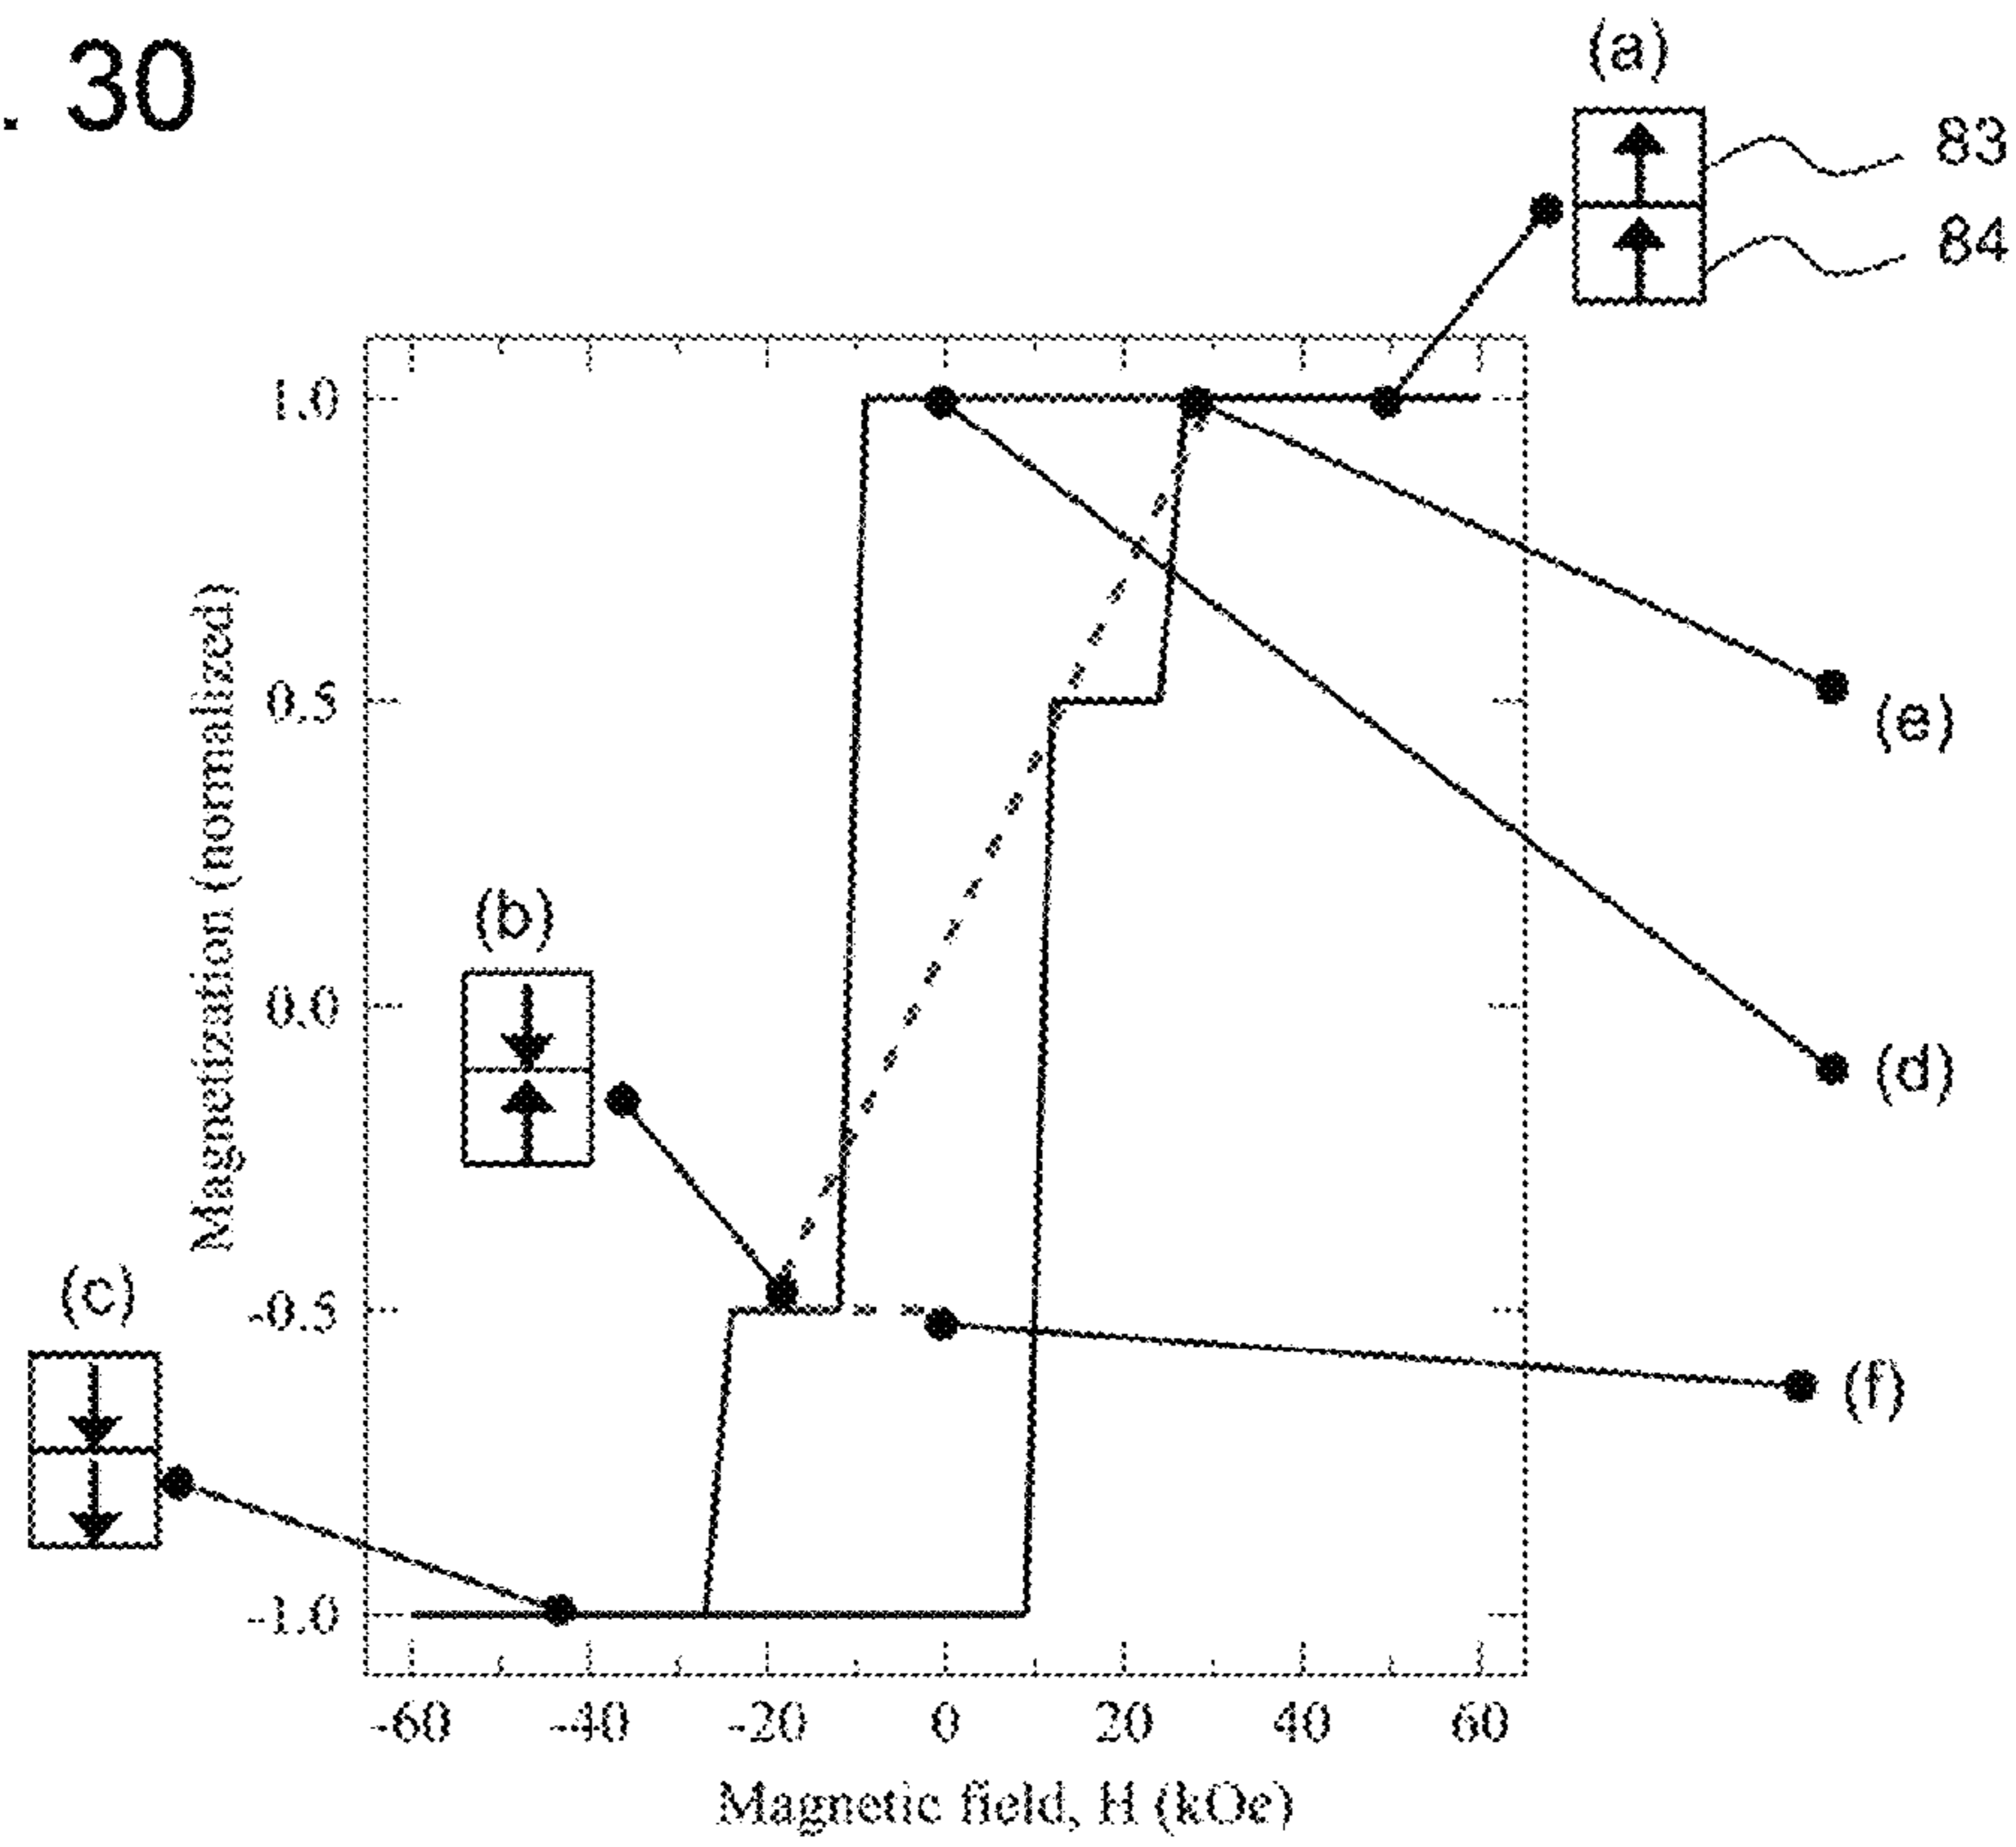 . 30
(a)
83
84
1.0
0.5
0.0
-0.5
-1.0
Magnetization (normalized)
(b)
(c)
(e)
(d)
(f)
-60 -40 -20 0 20 40 60
Magnetic field, H (kOe)